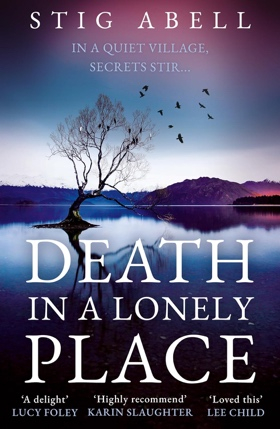 STIG ABELL
IN A QUIET VILLAGE,
SECRETS STIR...
DEATH
IN A LONELY
PLACE
‘A delight’ ‘Highly recommend’ ‘Loved this’
LUCY FOLEY KARIN SLAUGHTER LEE CHILD